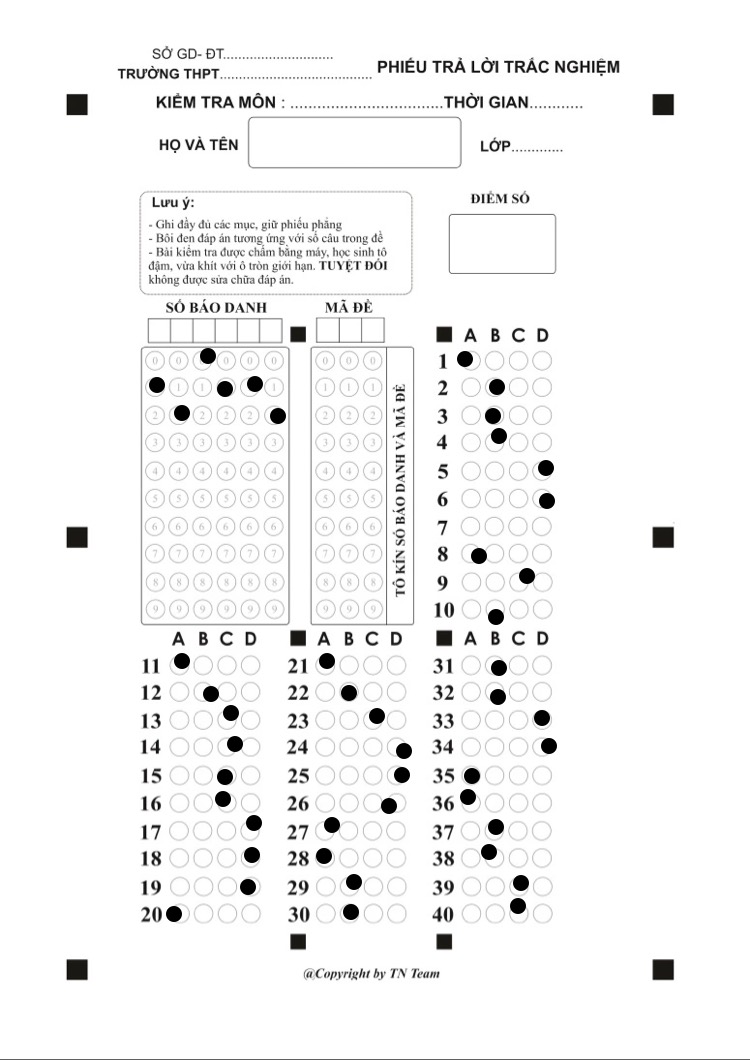 SỞ GD- ĐT.............................
TRƯỜNG THPT........................................
PHIẾU TRẢ LỜI TRẮC NGHIỆM
KIỂM TRA MÔN : ..................................THỜI GIAN............
HỌ VÀ TÊN
LỚP.............
Lưu ý:
- Ghi đầy đủ các mục, giữ phiếu phẳng
- Bôi đen đáp án tương ứng với số câu trong đề
- Bài kiểm tra được chấm bằng máy, học sinh tô
đậm, vừa khít với ô tròn giới hạn. TUYỆT ĐỐI
không được sửa chữa đáp án.
ĐIỂM SỐ
SỐ BÁO DANH
MÃ ĐỀ
0 0 0 0 0
1 1
2 2 2 2
3 3 3 3 3 3
4 4 4 4 4 4
5 5 5 5 5 5
6 6 6 6 6 6
7 7 7 7 7 7
8 8 8 8 8 8
9 9 9 9 9 9
0 0 0
1 1 1
2 2 2
3 3 3
4 4 4
5 5 5
6 6 6
7 7 7
8 8 8
9 9 9
TÔ KÍN SỐ BÁO DANH VÀ MÃ ĐỀ
A B C D
1
2
3
4
5
6
7
8
9
10
A B C D
11
12
13
14
15
16
17
18
19
20
A B C D
21
22
23
24
25
26
27
28
29
30
A B C D
31
32
33
34
35
36
37
38
39
40
@Copyright by TN Team